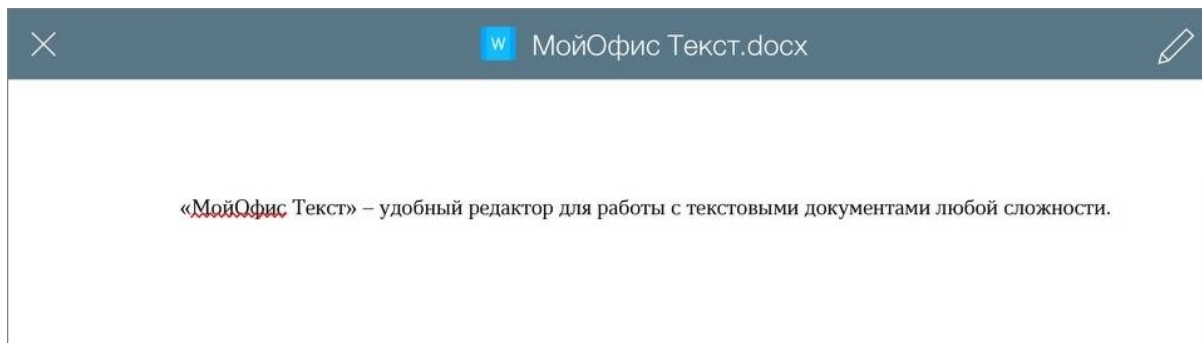 W МойОфис Текст.docx
«МойОфис Текст» – удобный редактор для работы с текстовыми документами любой сложности.